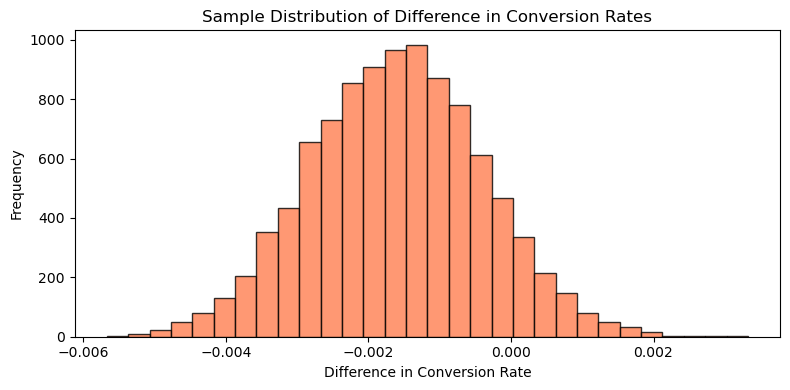 Sample Distribution of Difference in Conversion Rates
1000
800
600
400
200
0
Frequency
−0.006 −0.004 −0.002 0.000 0.002
Difference in Conversion Rate